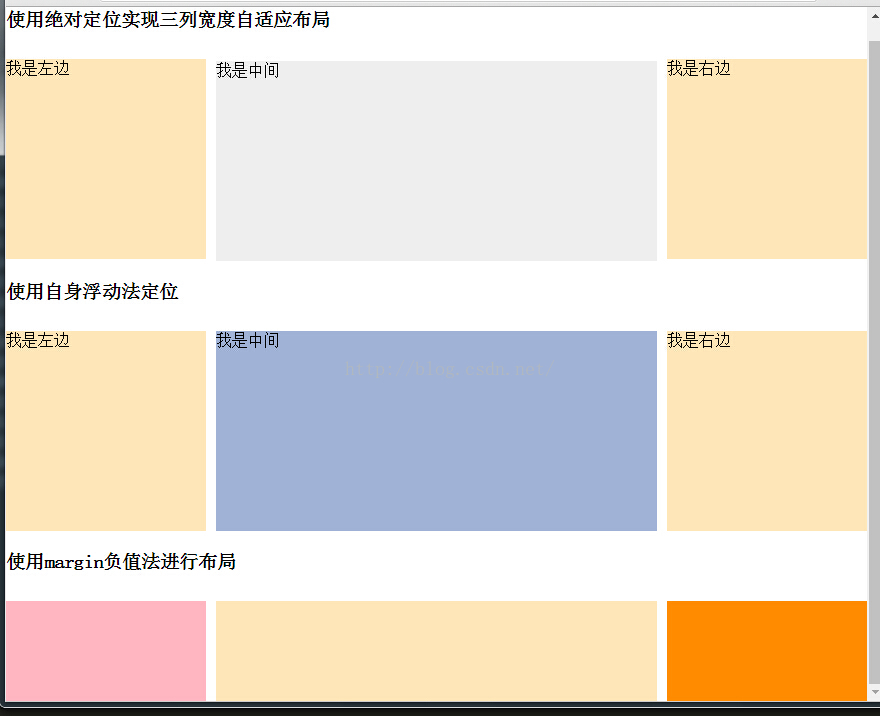 使用绝对定位实现三列宽度自适应布局
我是左边
我是中间
我是右边
使用自身浮动法定位
我是左边
我是中间
我是右边
http://blog.csdn.net
使用margin负值法进行布局